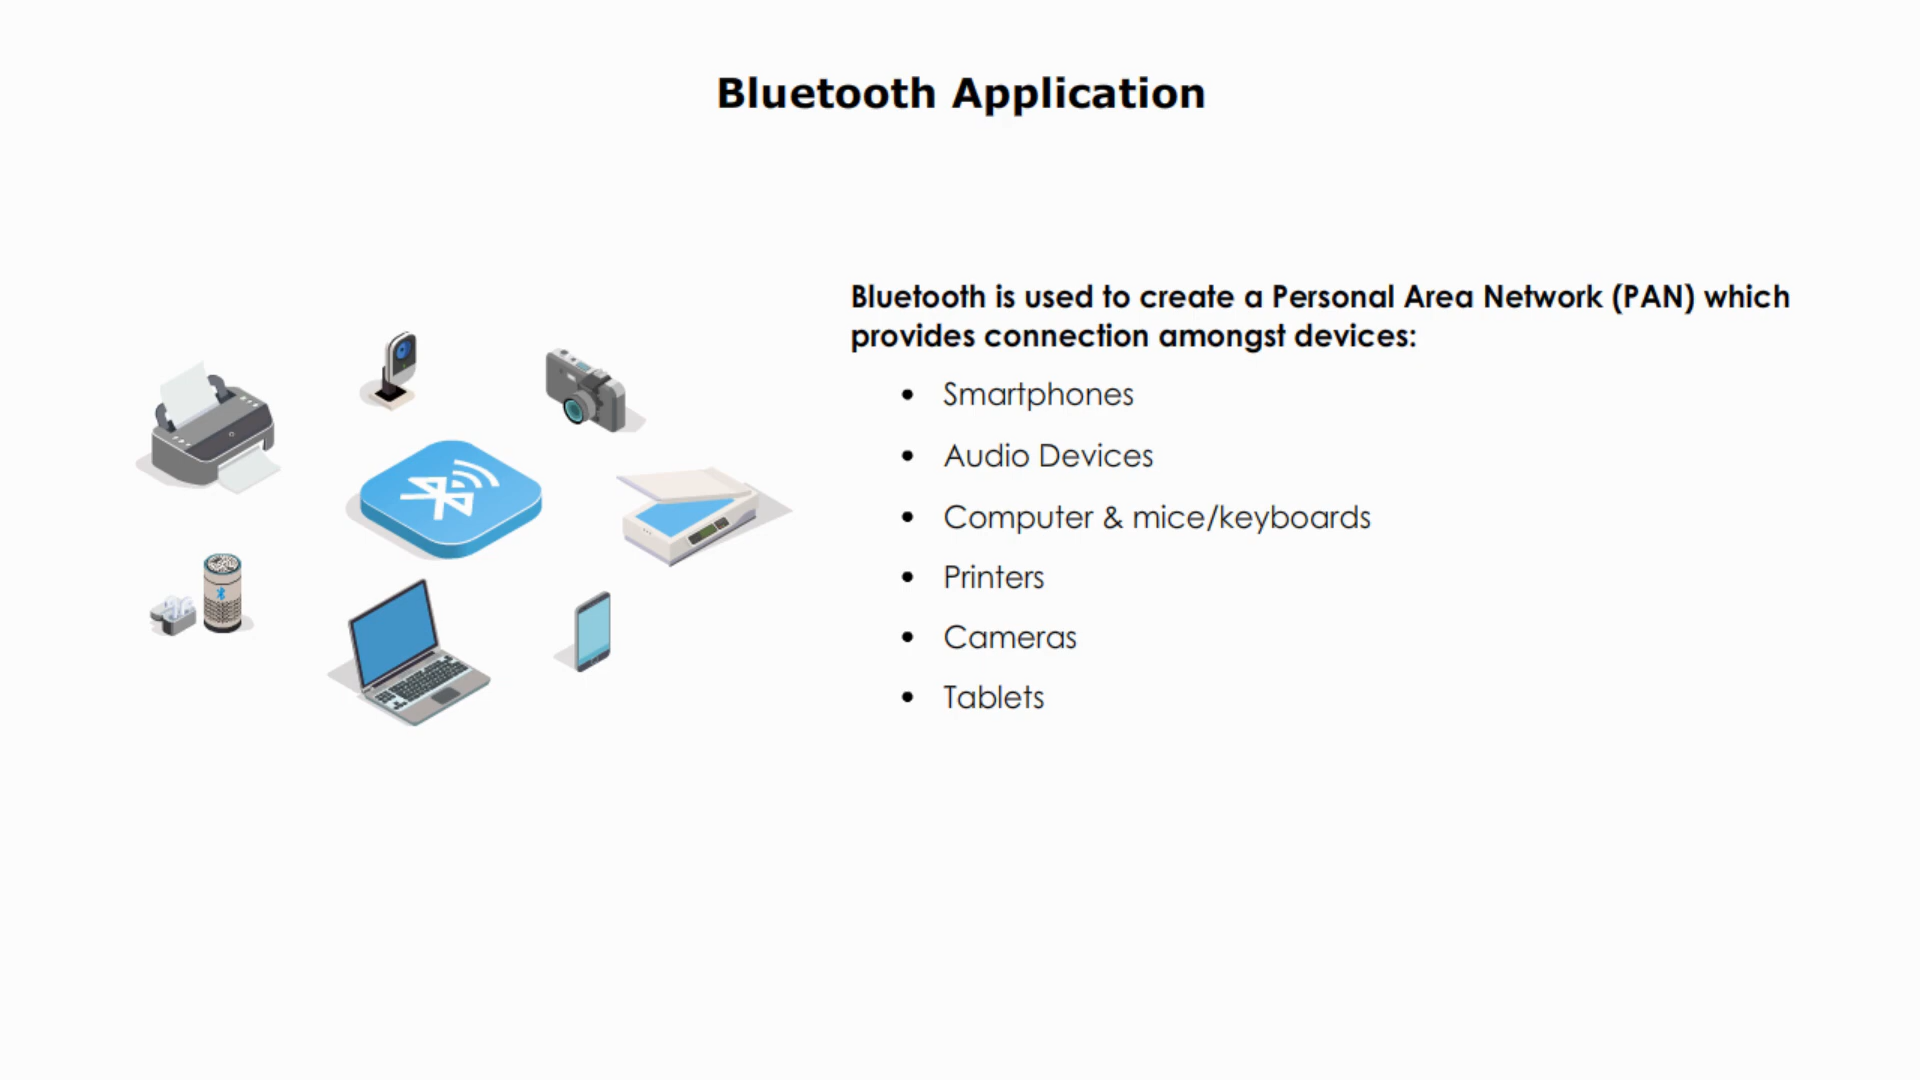 Bluetooth Application
Bluetooth is used to create a Personal Area Network (PAN) which
provides connection amongst devices:
• Smartphones
• Audio Devices
• Computer & mice/keyboards
• Printers
• Cameras
• Tablets